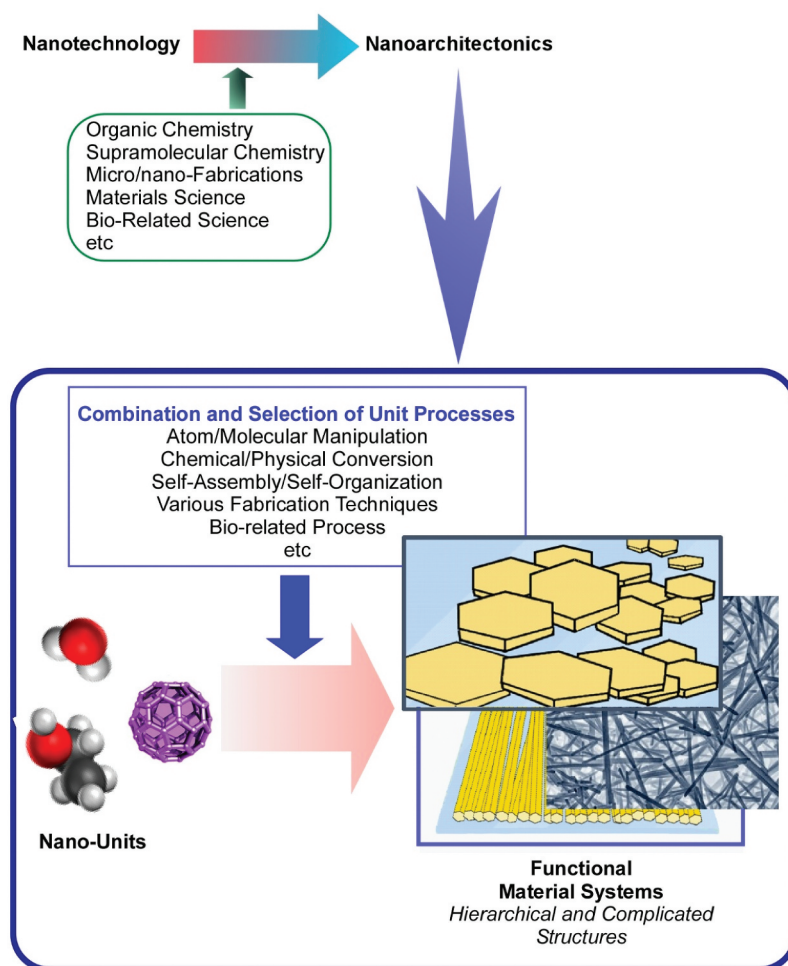 Nanotechnology
Nanoarchitectonics
Organic Chemistry
Supramolecular Chemistry
Micro/nano-Fabrications
Materials Science
Bio-Related Science
etc
Combination and Selection of Unit Processes
Atom/Molecular Manipulation
Chemical/Physical Conversion
Self-Assembly/Self-Organization
Various Fabrication Techniques
Bio-related Process
etc
Nano-Units
Functional
Material Systems
Hierarchical and Complicated
Structures